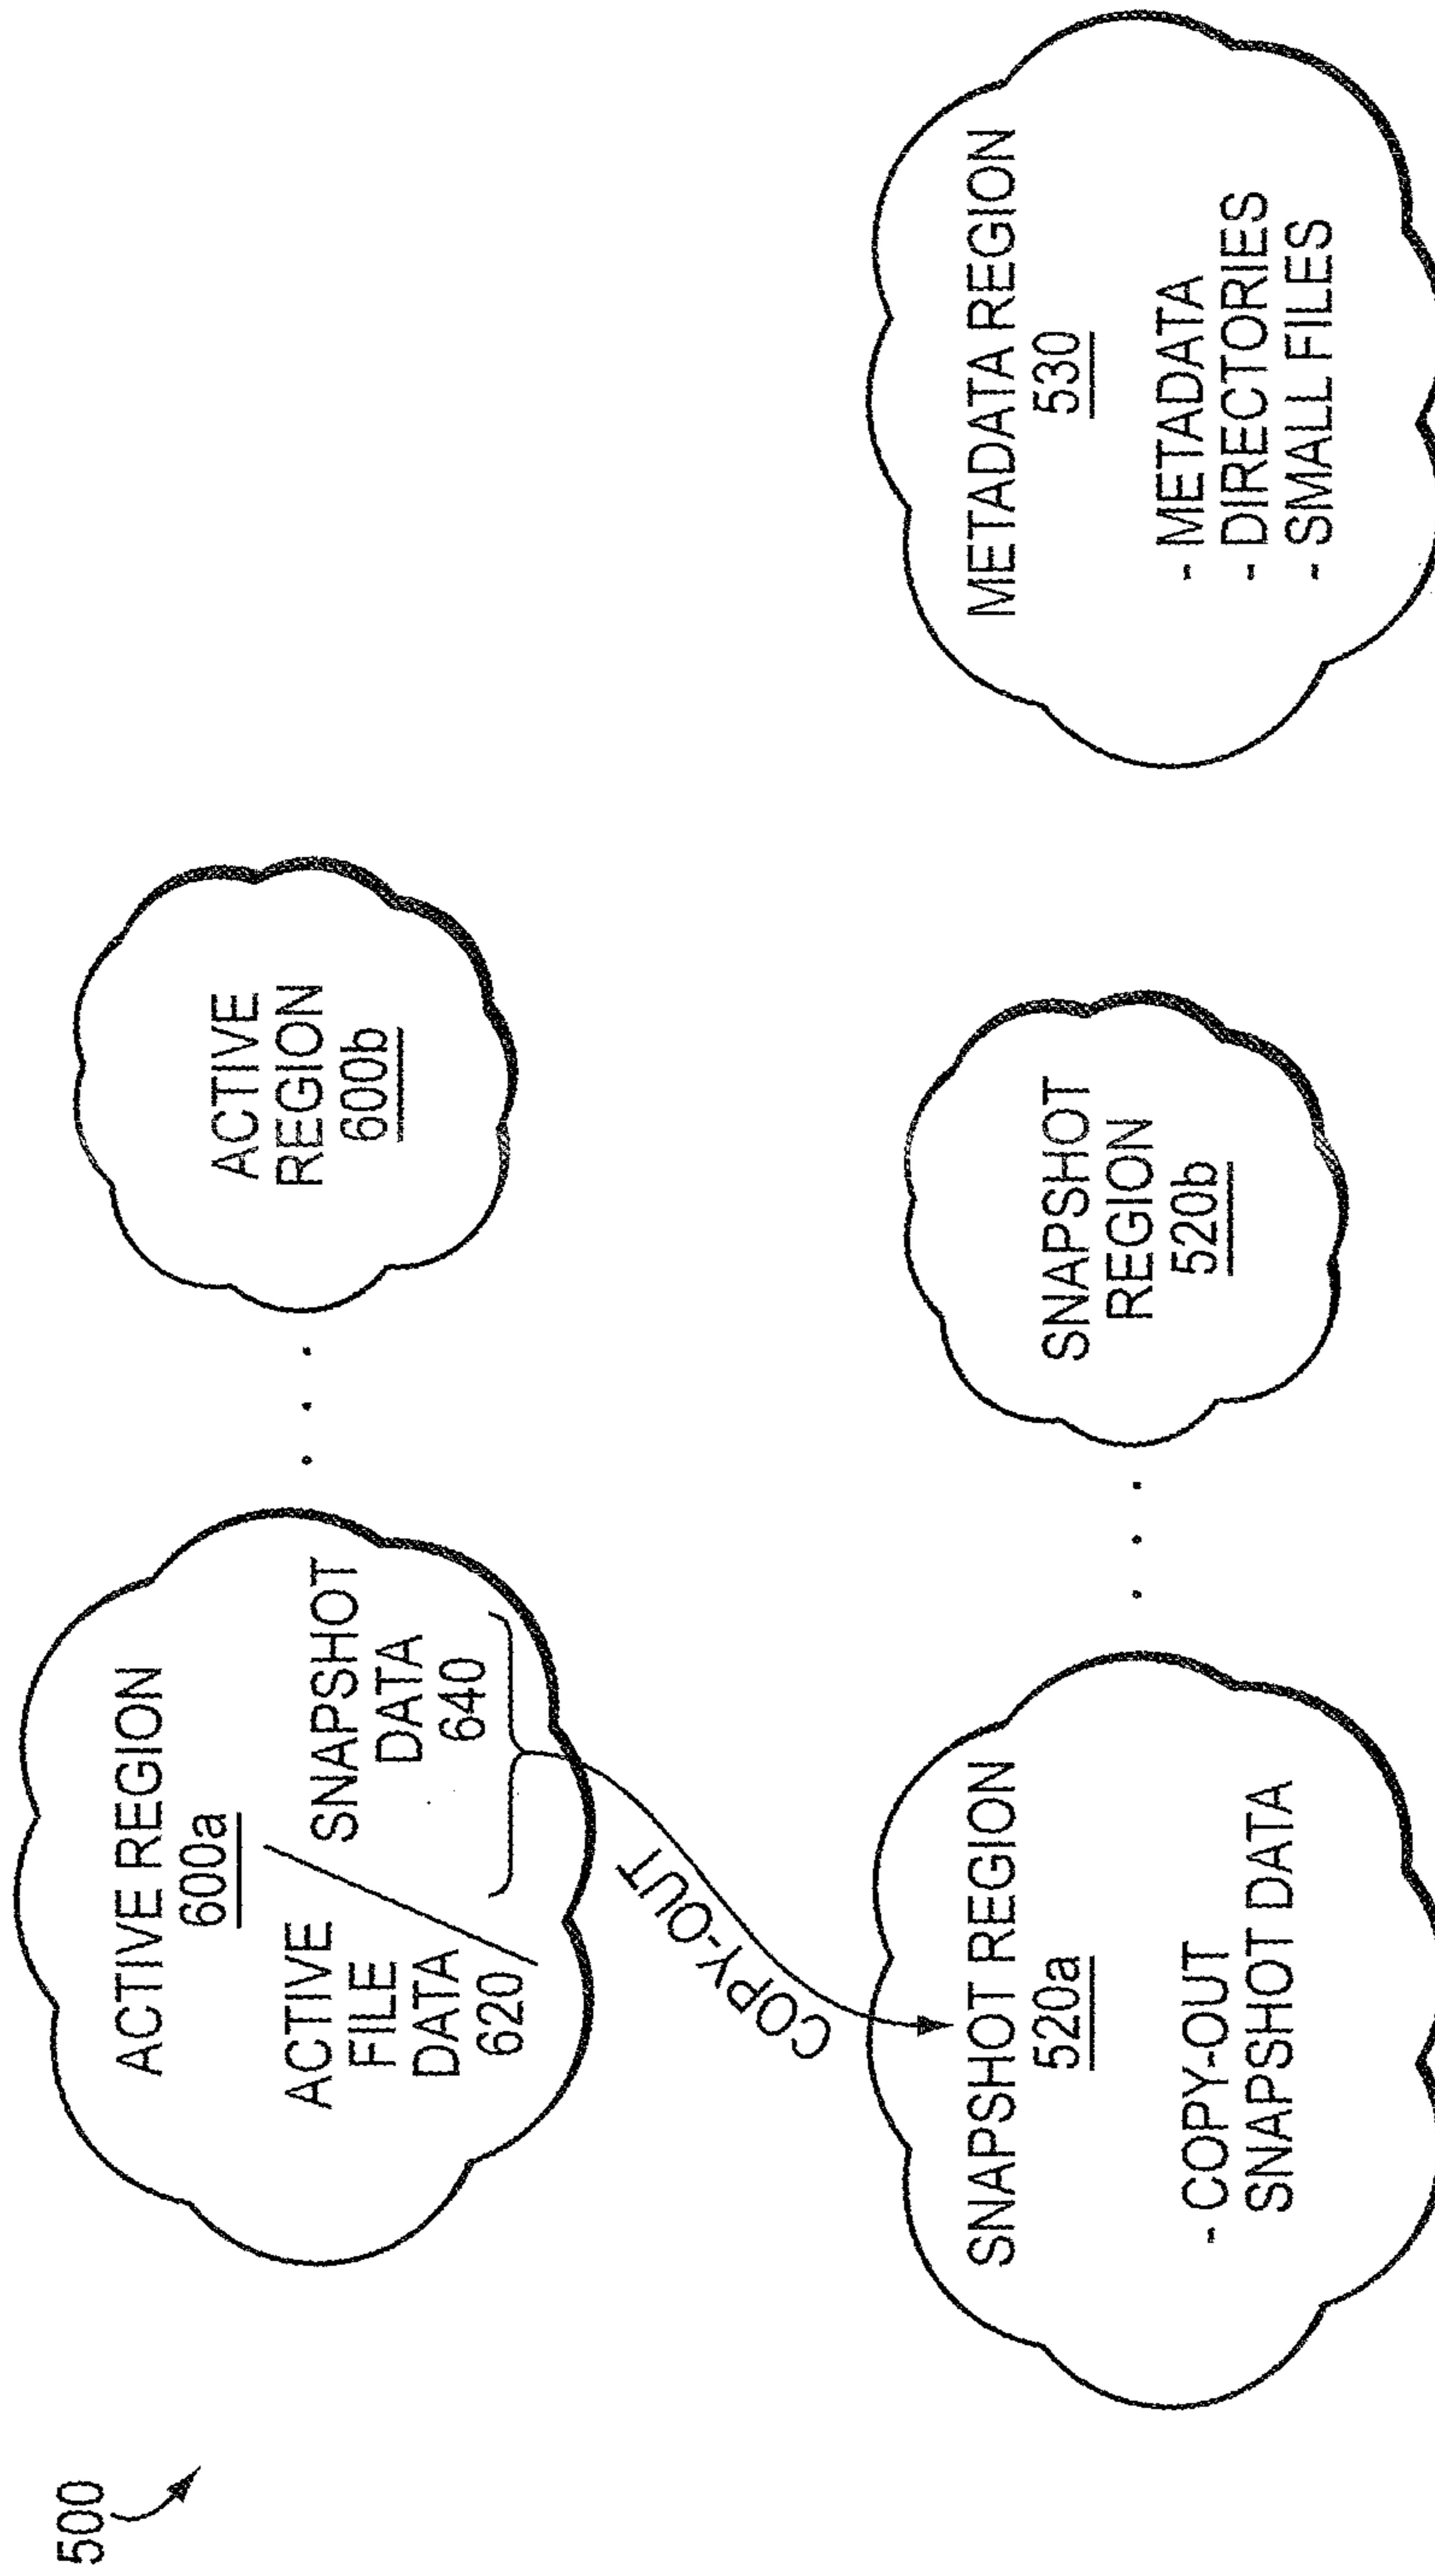 500
ACTIVE REGION
600a
ACTIVE
FILE
DATA
620
SNAPSHOT
DATA
640
ACTIVE
REGION
600b
COPY-OUT
SNAPSHOT REGION
520a
- COPY-OUT
SNAPSHOT DATA
SNAPSHOT
REGION
520b
METADATA REGION
530
- METADATA
- DIRECTORIES
- SMALL FILES